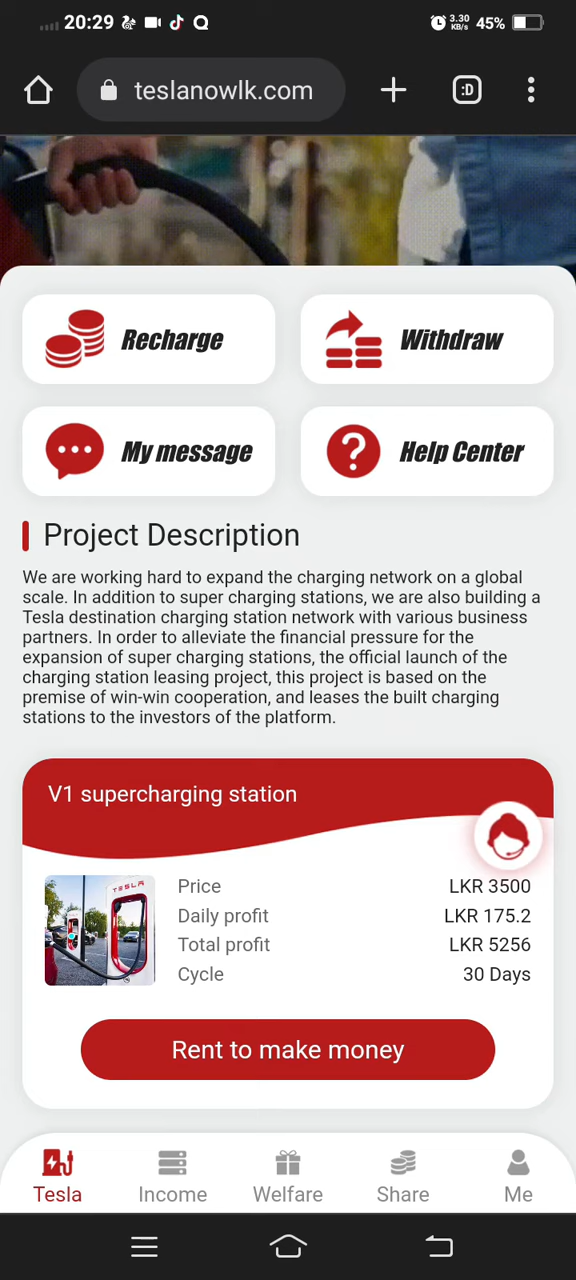 20:29
3.30
KB/s
45%
teslanowlk.com
:D
Recharge
Withdraw
My message
Help Center
Project Description
We are working hard to expand the charging network on a global
scale. In addition to super charging stations, we are also building a
Tesla destination charging station network with various business
partners. In order to alleviate the financial pressure for the
expansion of super charging stations, the official launch of the
charging station leasing project, this project is based on the
premise of win-win cooperation, and leases the built charging
stations to the investors of the platform.
V1 supercharging station
TESLA
Price LKR 3500
Daily profit LKR 175.2
Total profit LKR 5256
Cycle 30 Days
Rent to make money
Tesla Income Welfare Share Me